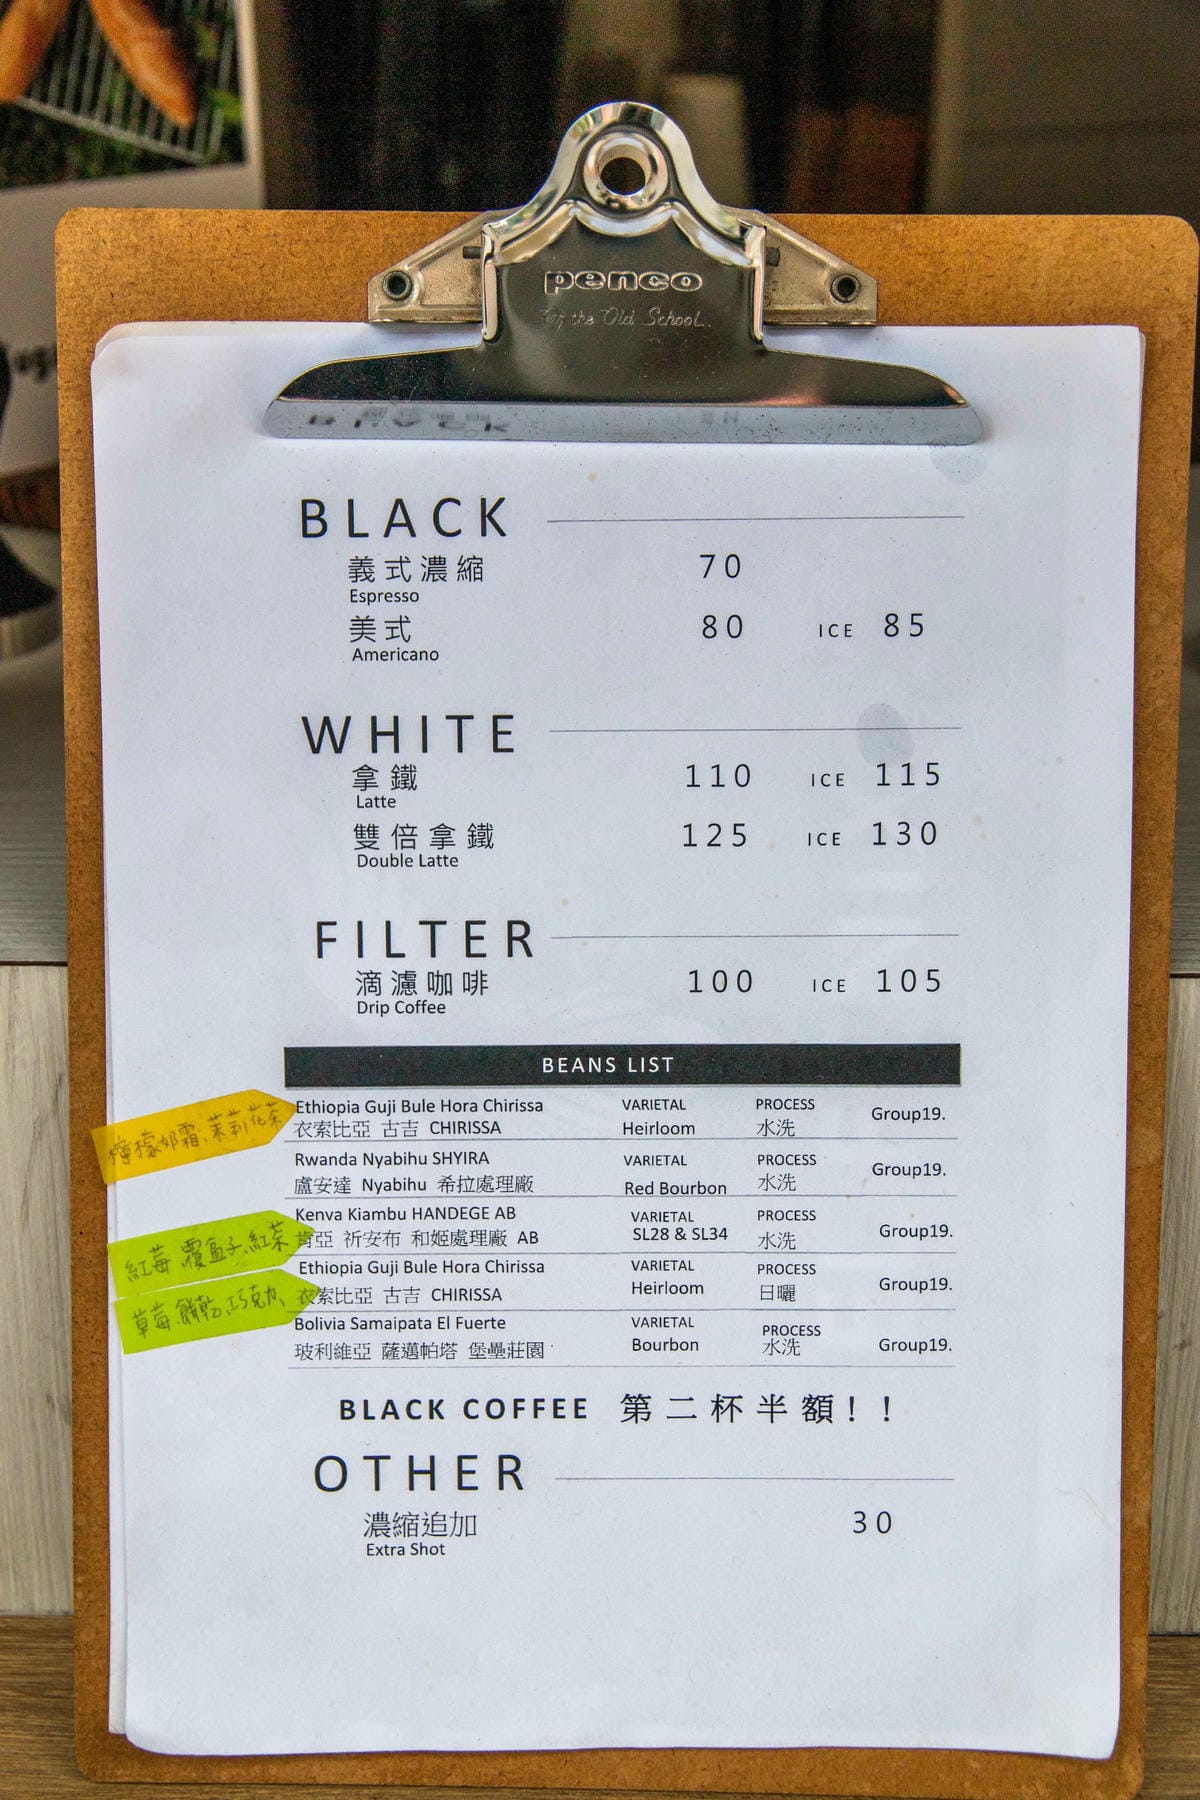 penco
Of the Old School.
BLACK
義式濃縮 70
Espresso
美式 80 ICE 85
Americano
WHITE
拿鐵 110 ICE 115
Latte
雙倍拿鐵 125 ICE 130
Double Latte
FILTER
滴濾咖啡 100 ICE 105
Drip Coffee
BEANS LIST
Ethiopia Guji Bule Hora Chirissa VARIETAL PROCESS Group19.
衣索比亞 古吉 CHIRISSA Heirloom 水洗
檸檬奶霜.茉莉花茶
Rwanda Nyabihu SHYIRA VARIETAL PROCESS Group19.
盧安達 Nyabihu 希拉處理廠 Red Bourbon 水洗
Kenva Kiambu HANDEGE AB VARIETAL PROCESS Group19.
肯亞 祈安布 和姬處理廠 AB SL28 & SL34 水洗
紅莓.覆盆子.紅茶
Ethiopia Guji Bule Hora Chirissa VARIETAL PROCESS Group19.
衣索比亞 古吉 CHIRISSA Heirloom 日曬
草莓.餅乾.巧克力
Bolivia Samaipata El Fuerte VARIETAL PROCESS Group19.
玻利維亞 薩邁帕塔 堡壘莊園 Bourbon 水洗
BLACK COFFEE 第二杯半額!!
OTHER
濃縮追加 30
Extra Shot